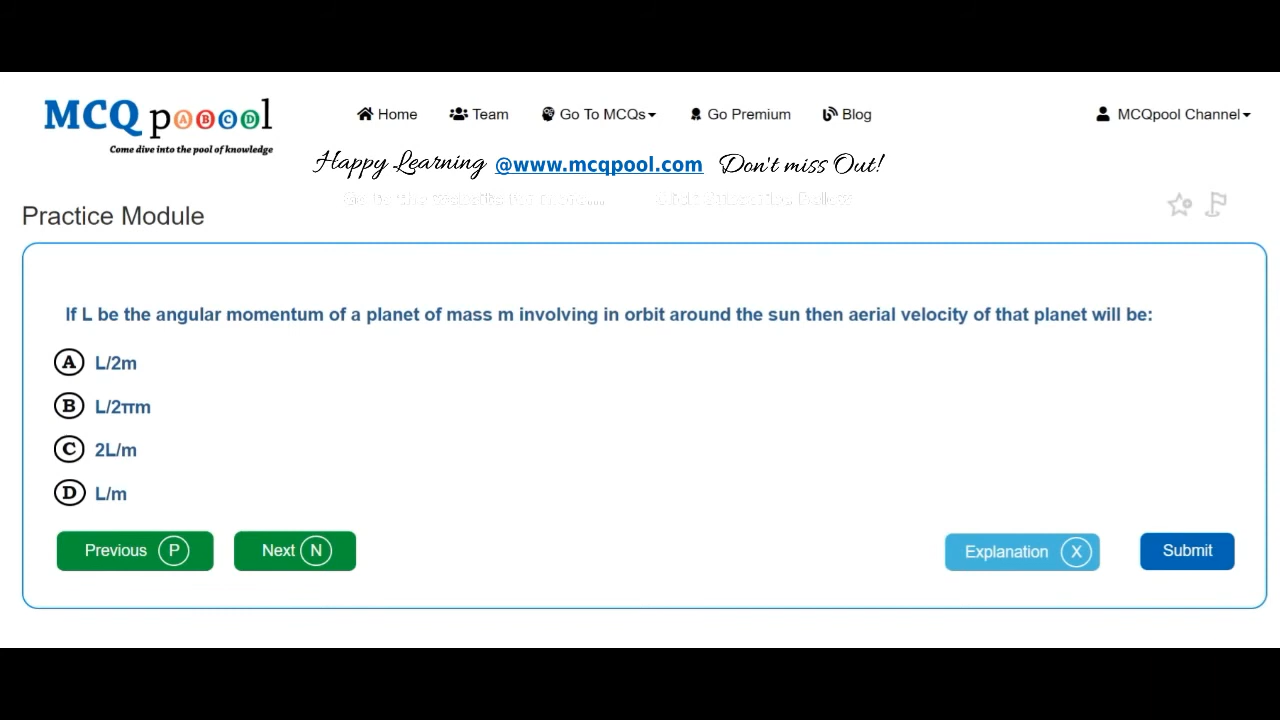 MCQ pABCDl
Come dive into the pool of knowledge
Home Team Go To MCQs Go Premium Blog MCQpool Channel
Happy Learning @www.mcqpool.com Don't miss Out!
Practice Module
If L be the angular momentum of a planet of mass m involving in orbit around the sun then aerial velocity of that planet will be:
A L/2m
B L/2πm
C 2L/m
D L/m
Previous P Next N Explanation X Submit